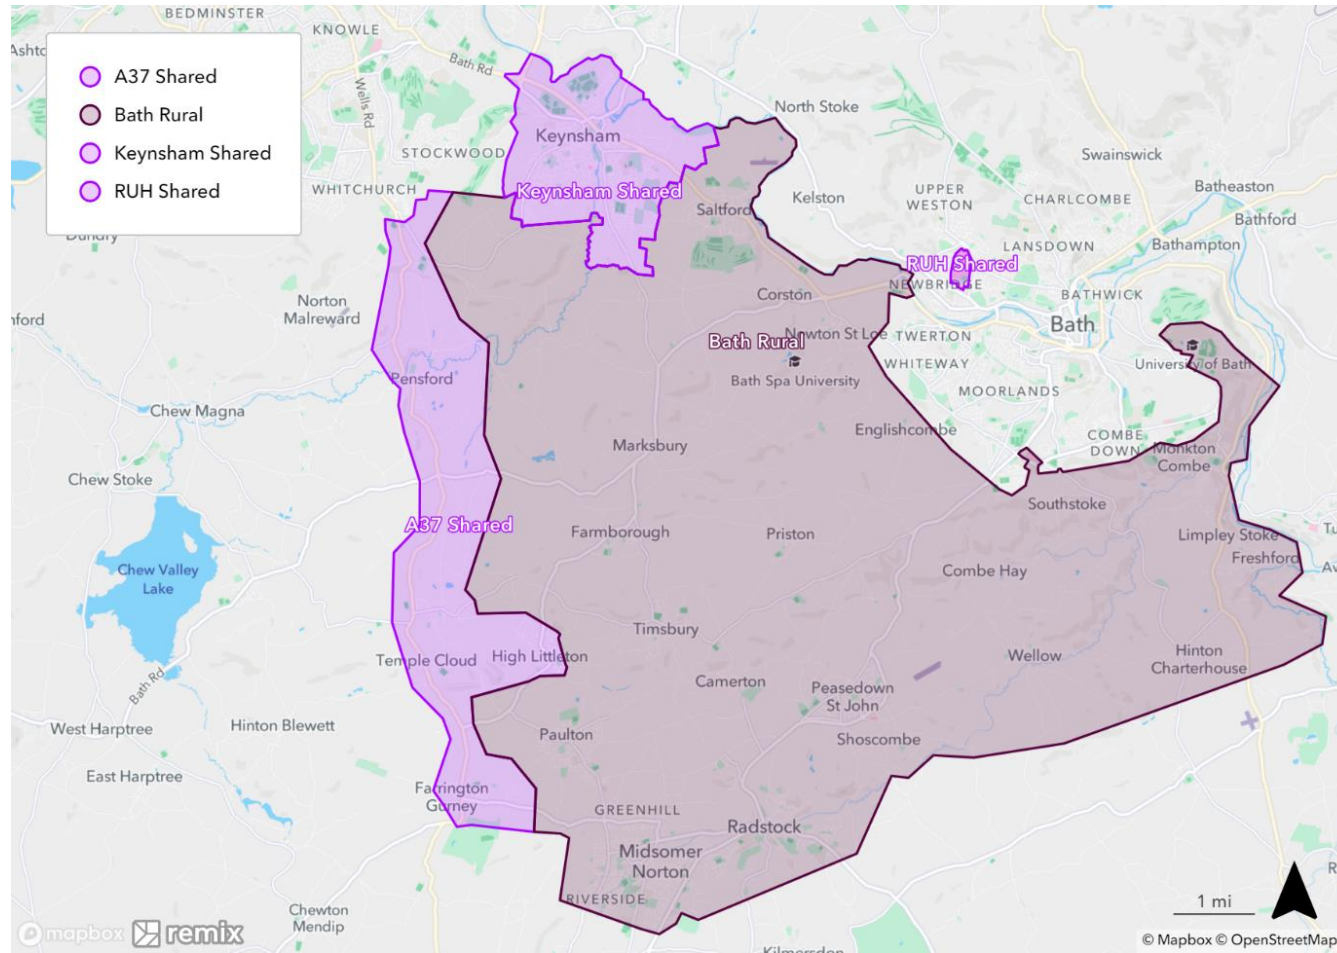 BEDMINSTER
KNOWLE
Bath Rd
Wells Rd
A37 Shared
Bath Rural
Keynsham Shared
RUH Shared
North Stoke
Keynsham
STOCKWOOD
Swainswick
WHITCHURCH
Keynsham Shared
Kelston
UPPER
WESTON
CHARLCOMBE
Batheaston
Saltford
Bathford
Dundry
LANSDOWN
Bathampton
RUH Shared
NEWBRIDGE
BATHWICK
Norton
Malreward
Corston
Bath
Newton St Loe
TWERTON
Bath Rural
WHITEWAY
University of Bath
Pensford
Bath Spa University
MOORLANDS
Chew Magna
Englishcombe
COMBE
DOWN
Marksbury
Monkton
Combe
Chew Stoke
Southstoke
A37 Shared
Farmborough
Priston
Limpley Stoke
Freshford
Chew Valley
Lake
Combe Hay
Timsbury
Temple Cloud
High Littleton
Wellow
Hinton
Charterhouse
Bath Rd
Camerton
Peasedown
St John
West Harptree
Hinton Blewett
Paulton
Shoscombe
East Harptree
Farrington
Gurney
GREENHILL
Radstock
Midsomer
Norton
RIVERSIDE
Chewton
Mendip
1 mi
mapbox remix
© Mapbox © OpenStreetMap